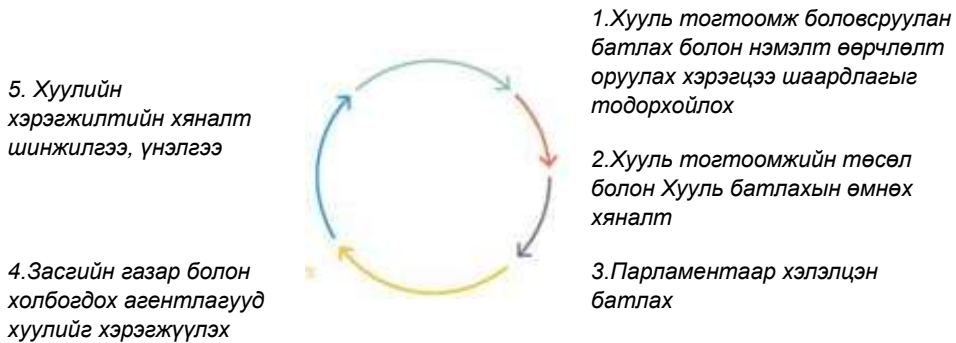 1.Хууль тогтоомж боловсруулан
батлах болон нэмэлт өөрчлөлт
оруулах хэрэгцээ шаардлагыг
тодорхойлох
2.Хууль тогтоомжийн төсөл
болон Хууль батлахын өмнөх
хяналт
3.Парламентаар хэлэлцэн
батлах
4.Засгийн газар болон
холбогдох агентлагууд
хуулийг хэрэгжүүлэх
5. Хуулийн
хэрэгжилтийн хяналт
шинжилгээ, үнэлгээ